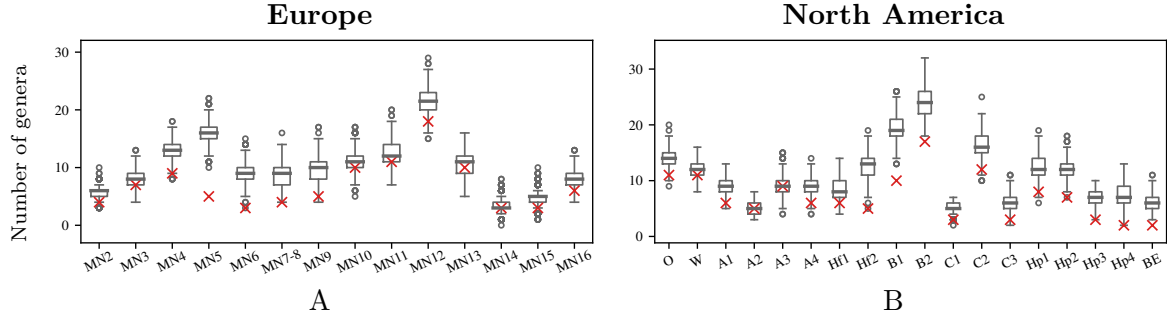 Europe
North America
Number of genera
30
20
10
0
MN2 MN3 MN4 MN5 MN6 MN7-8 MN9 MN10 MN11 MN12 MN13 MN14 MN15 MN16
A
30
20
10
0
O W A1 A2 A3 A4 Hf1 Hf2 B1 B2 C1 C2 C3 Hp1 Hp2 Hp3 Hp4 BE
B